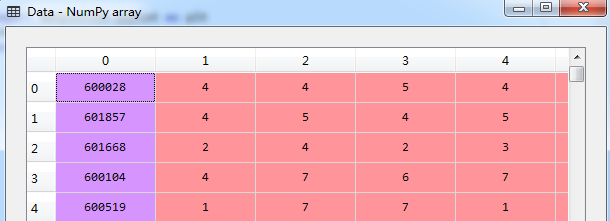 Data - NumPy array
0 1 2 3 4
0 600028 4 4 5 4
1 601857 4 5 4 5
2 601668 2 4 2 3
3 600104 4 7 6 7
4 600519 1 7 7 1